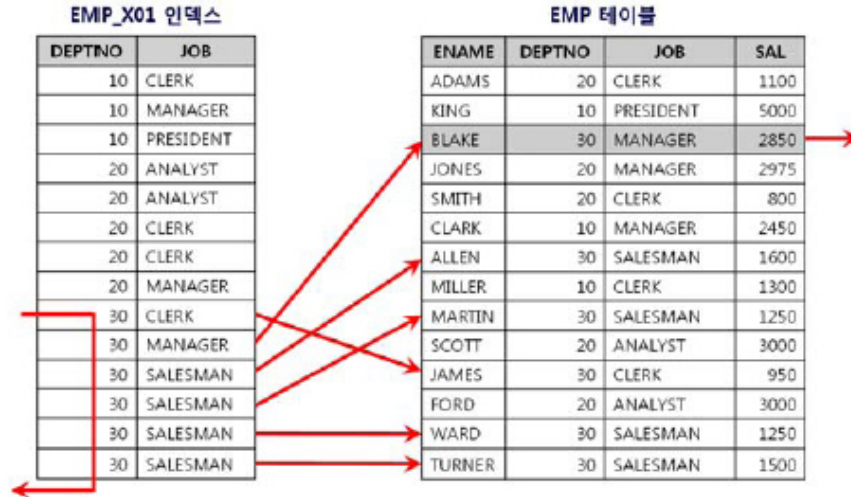 EMP_X01 인덱스
DEPTNO JOB
10 CLERK
10 MANAGER
10 PRESIDENT
20 ANALYST
20 ANALYST
20 CLERK
20 CLERK
20 MANAGER
30 CLERK
30 MANAGER
30 SALESMAN
30 SALESMAN
30 SALESMAN
30 SALESMAN
EMP 테이블
ENAME DEPTNO JOB SAL
ADAMS 20 CLERK 1100
KING 10 PRESIDENT 5000
BLAKE 30 MANAGER 2850
JONES 20 MANAGER 2975
SMITH 20 CLERK 800
CLARK 10 MANAGER 2450
ALLEN 30 SALESMAN 1600
MILLER 10 CLERK 1300
MARTIN 30 SALESMAN 1250
SCOTT 20 ANALYST 3000
JAMES 30 CLERK 950
FORD 20 ANALYST 3000
WARD 30 SALESMAN 1250
TURNER 30 SALESMAN 1500